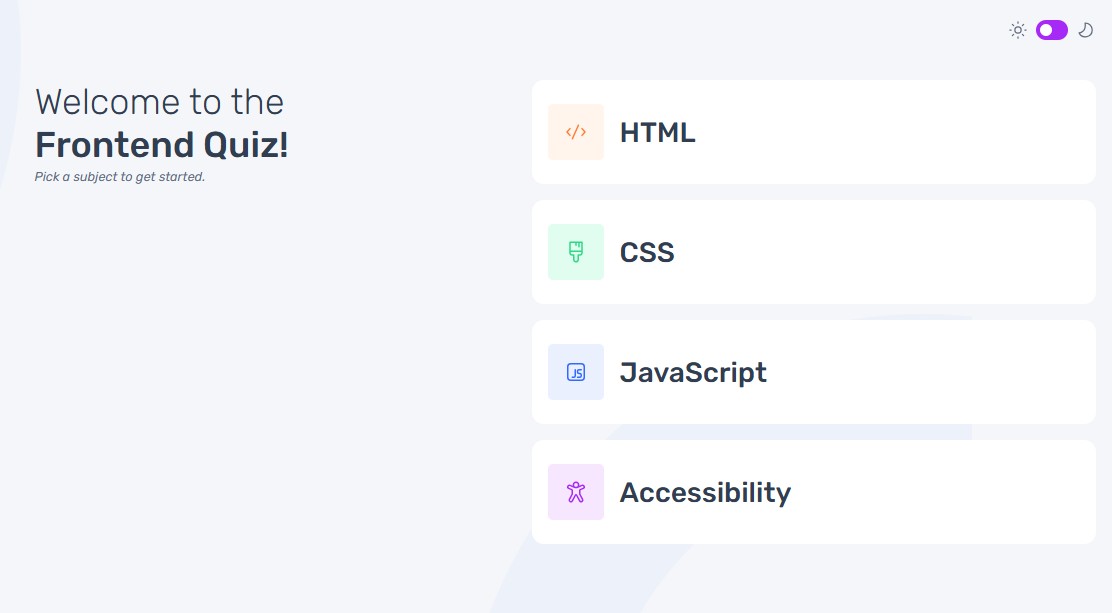 Welcome to the
Frontend Quiz!
Pick a subject to get started.
</>
HTML
CSS
JS
JavaScript
Accessibility